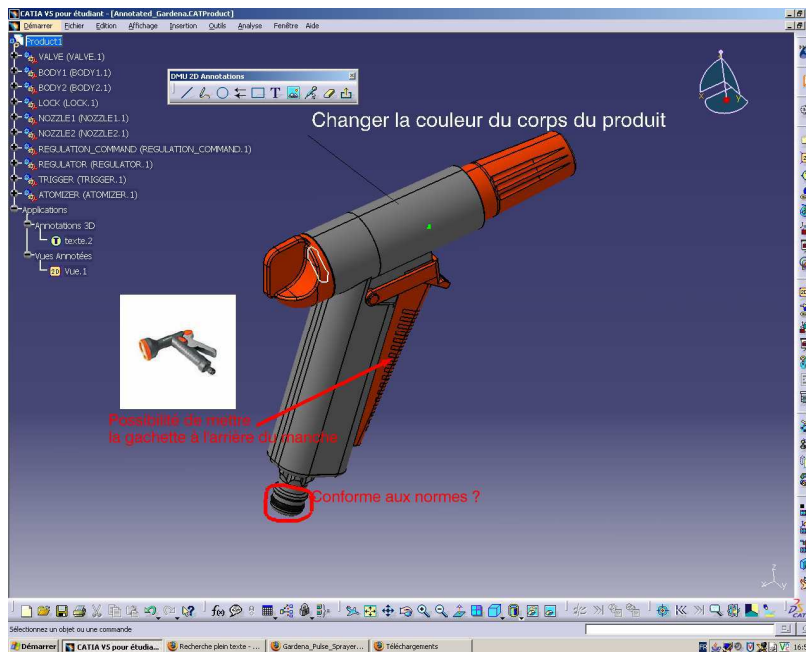 CATIA V5 pour étudiant - [Annotated_Gardena.CATProduct]
Démarrer Fichier Edition Affichage Insertion Outils Analyse Fenêtre Aide
Product1
VALVE (VALVE.1)
BODY1 (BODY1.1)
BODY2 (BODY2.1)
LOCK (LOCK.1)
NOZZLE1 (NOZZLE1.1)
NOZZLE2 (NOZZLE2.1)
REGULATION_COMMAND (REGULATION_COMMAND.1)
REGULATOR (REGULATOR.1)
TRIGGER (TRIGGER.1)
ATOMIZER (ATOMIZER.1)
Applications
Annotations 3D
texte.2
Vues Annotées
Vue.1
DMU 2D Annotations
T
Changer la couleur du corps du produit
x y
Possibilité de mettre
la gachette à l'arrière du manche
Conforme aux normes ?
z
y
f(x)
Sélectionnez un objet ou une commande
Démarrer CATIA V5 pour étudia... Recherche plein texte - ... Gardena_Pulse_Sprayer... Téléchargements